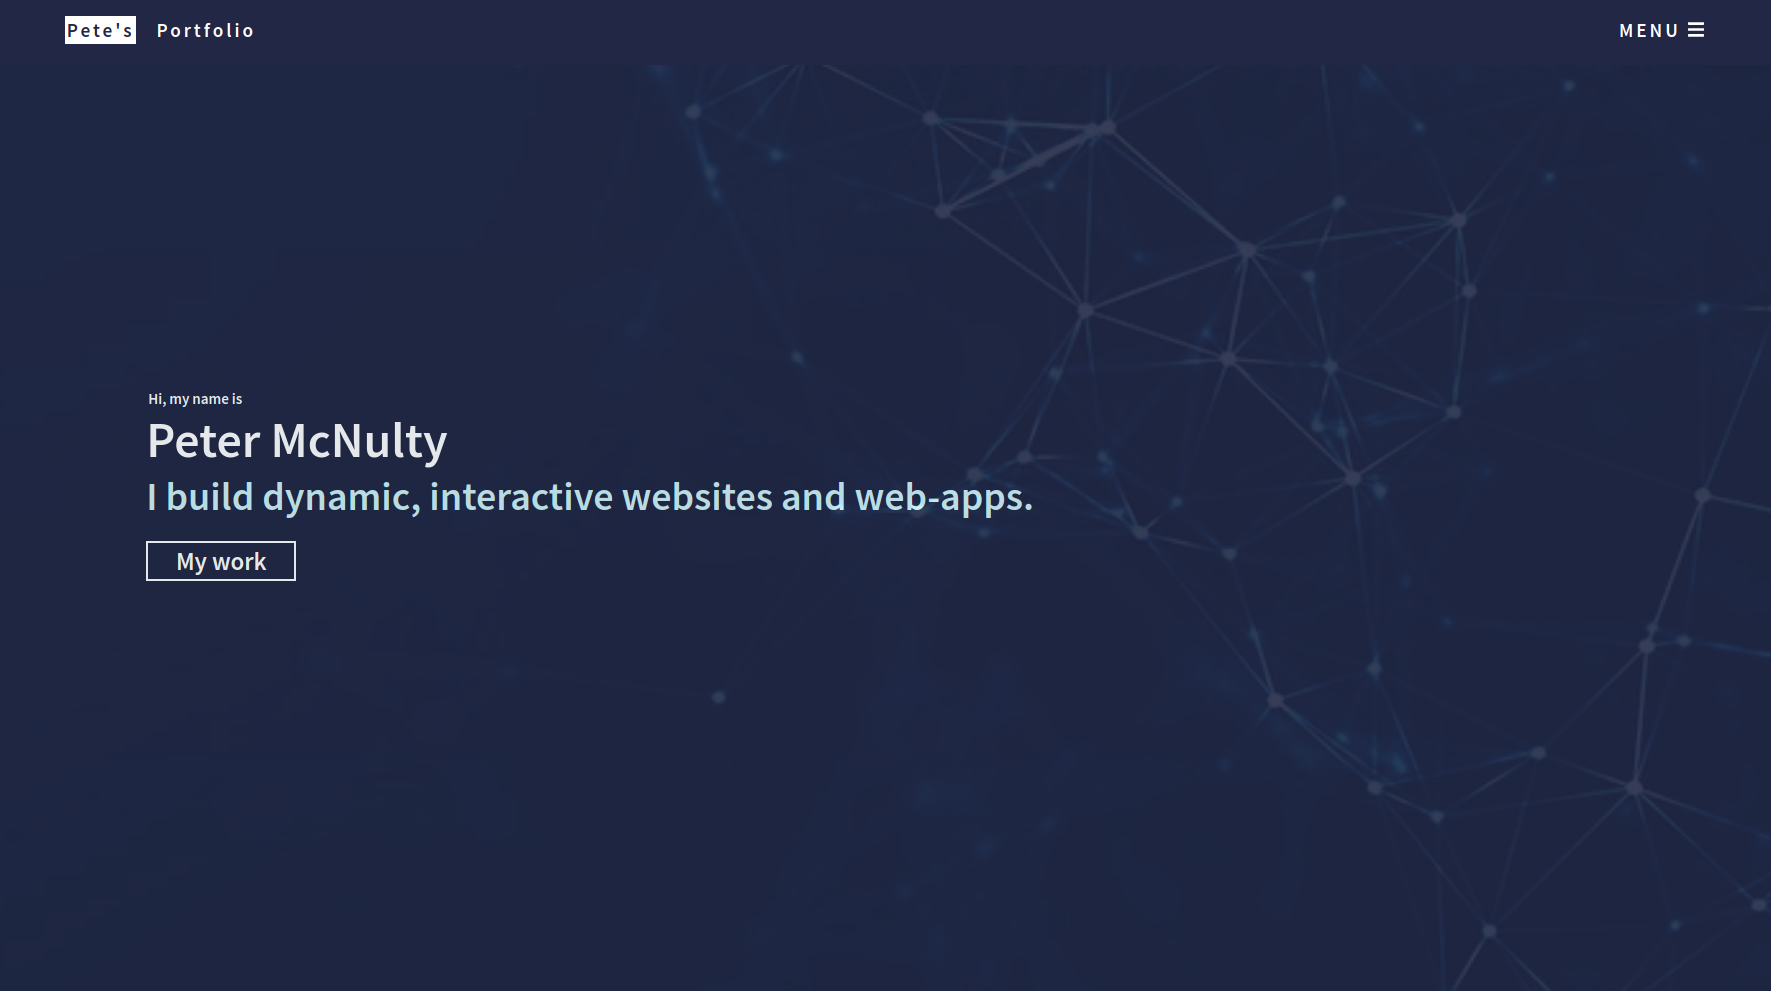 Pete's Portfolio
MENU
Hi, my name is
Peter McNulty
I build dynamic, interactive websites and web-apps.
My work